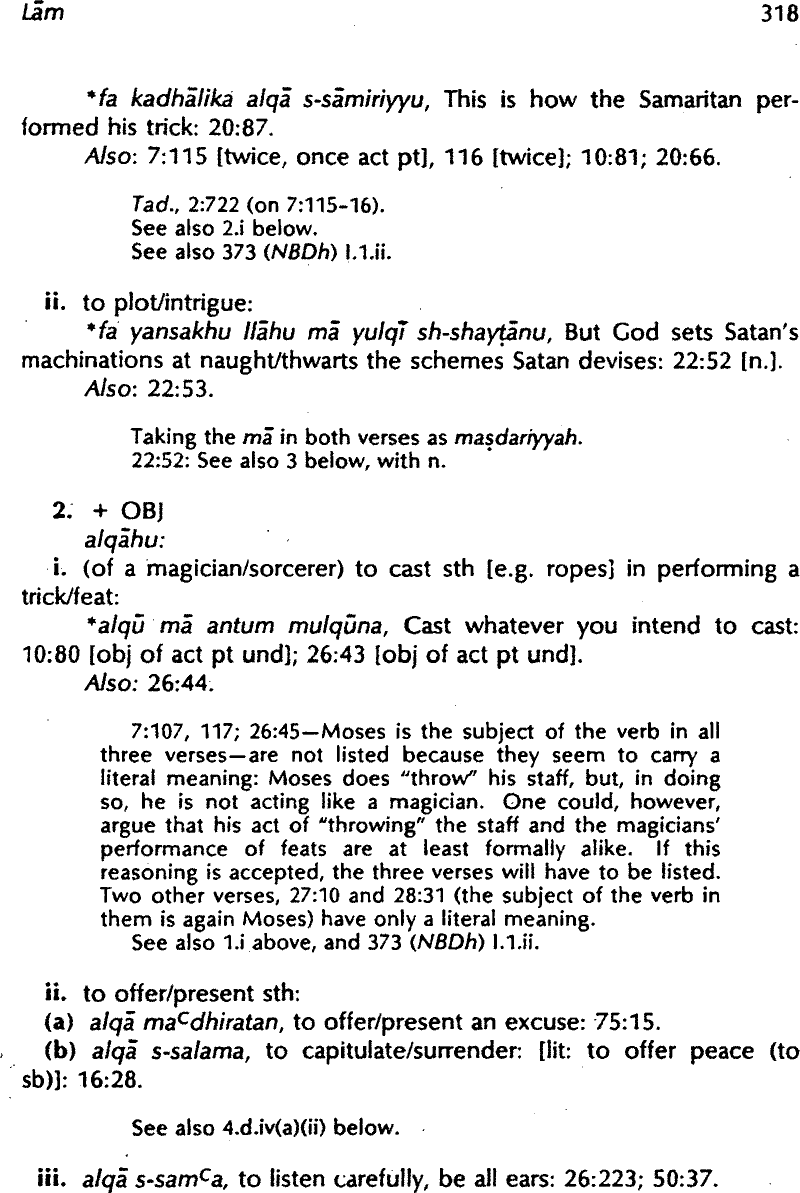 Lām 318
*fa kadhālika alqā s-sāmiriyyu, This is how the Samaritan per-
formed his trick: 20:87.
Also: 7:115 [twice, once act pt], 116 [twice]; 10:81; 20:66.
Tad., 2:722 (on 7:115-16).
See also 2.i below.
See also 373 (NBDh) I.1.ii.
ii. to plot/intrigue:
*fa yansakhu llāhu mā yulqī sh-shayṭānu, But God sets Satan's
machinations at naught/thwarts the schemes Satan devises: 22:52 [n.].
Also: 22:53.
Taking the mā in both verses as maṣdariyyah.
22:52: See also 3 below, with n.
2. + OBJ
alqāhu:
i. (of a magician/sorcerer) to cast sth [e.g. ropes] in performing a
trick/feat:
*alqū mā antum mulqūna, Cast whatever you intend to cast:
10:80 [obj of act pt und]; 26:43 [obj of act pt und].
Also: 26:44.
7:107, 117; 26:45—Moses is the subject of the verb in all
three verses—are not listed because they seem to carry a
literal meaning: Moses does "throw" his staff, but, in doing
so, he is not acting like a magician. One could, however,
argue that his act of "throwing" the staff and the magicians'
performance of feats are at least formally alike. If this
reasoning is accepted, the three verses will have to be listed.
Two other verses, 27:10 and 28:31 (the subject of the verb in
them is again Moses) have only a literal meaning.
See also 1.i above, and 373 (NBDh) I.1.ii.
ii. to offer/present sth:
(a) alqā maᶜdhiratan, to offer/present an excuse: 75:15.
(b) alqā s-salama, to capitulate/surrender: [lit: to offer peace (to
sb)]: 16:28.
See also 4.d.iv(a)(ii) below.
iii. alqā s-samᶜa, to listen carefully, be all ears: 26:223; 50:37.